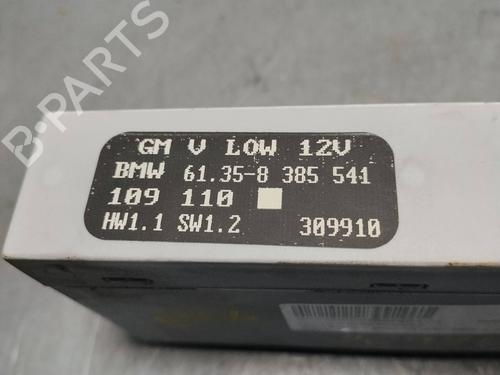 B-PARTS
GM V LOW 12V
BMW 61.35-8 385 541
109 110
HW1.1 SW1.2 309910